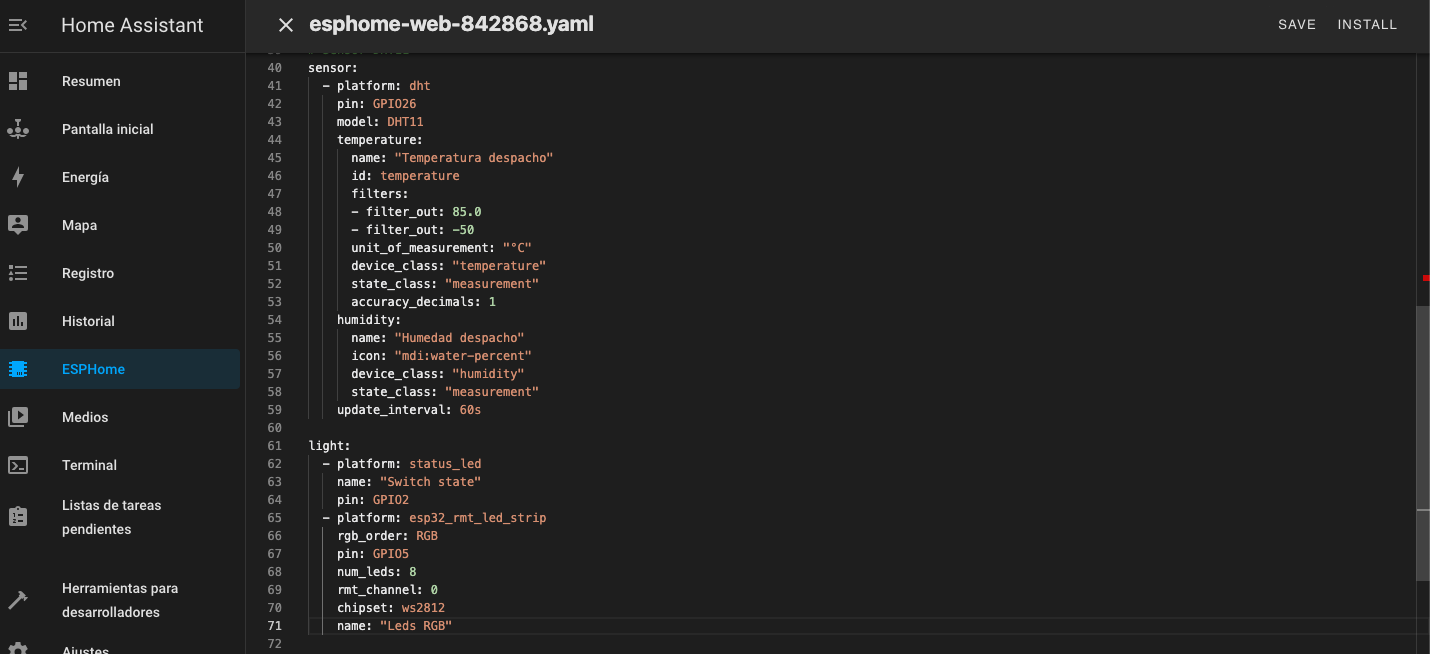 Home Assistant
esphome-web-842868.yaml
SAVE INSTALL
Resumen
Pantalla inicial
Energía
Mapa
Registro
Historial
ESPHome
Medios
Terminal
Listas de tareas
pendientes
Herramientas para
desarrolladores
Ajustes
40 sensor:
41 - platform: dht
42 pin: GPIO26
43 model: DHT11
44 temperature:
45 name: "Temperatura despacho"
46 id: temperature
47 filters:
48 - filter_out: 85.0
49 - filter_out: -50
50 unit_of_measurement: "°C"
51 device_class: "temperature"
52 state_class: "measurement"
53 accuracy_decimals: 1
54 humidity:
55 name: "Humedad despacho"
56 icon: "mdi:water-percent"
57 device_class: "humidity"
58 state_class: "measurement"
59 update_interval: 60s
60
61 light:
62 - platform: status_led
63 name: "Switch state"
64 pin: GPIO2
65 - platform: esp32_rmt_led_strip
66 rgb_order: RGB
67 pin: GPIO5
68 num_leds: 8
69 rmt_channel: 0
70 chipset: ws2812
71 name: "Leds RGB"
72